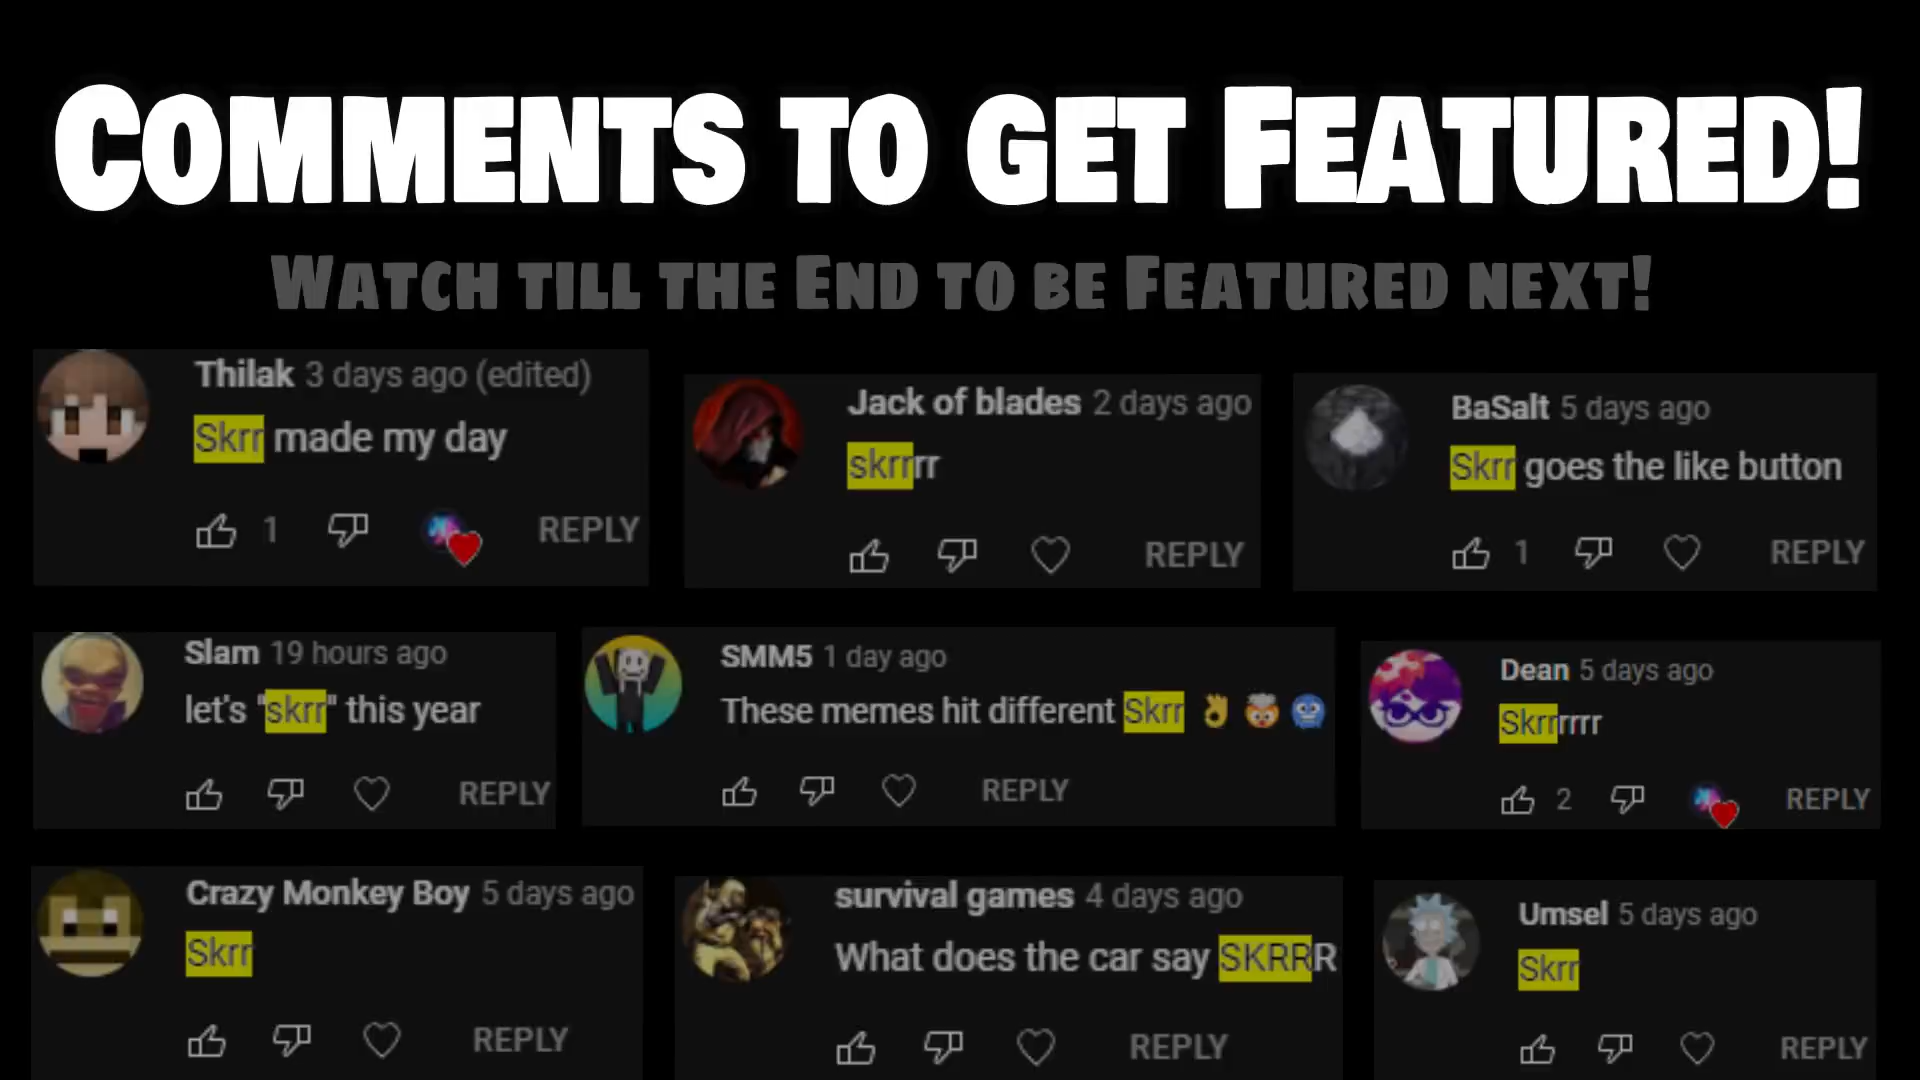 COMMENTS TO GET FEATURED!
WATCH TILL THE END TO BE FEATURED NEXT!
Thilak 3 days ago (edited)
Skrr made my day
1 REPLY
Jack of blades 2 days ago
skrrrr
REPLY
BaSalt 5 days ago
Skrr goes the like button
1 REPLY
Slam 19 hours ago
let's "skrr" this year
REPLY
SMM5 1 day ago
These memes hit different Skrr 👌 🤯 🥶
REPLY
Dean 5 days ago
Skrrrrrr
2 REPLY
Crazy Monkey Boy 5 days ago
Skrr
REPLY
survival games 4 days ago
What does the car say SKRRR
REPLY
Umsel 5 days ago
Skrr
REPLY